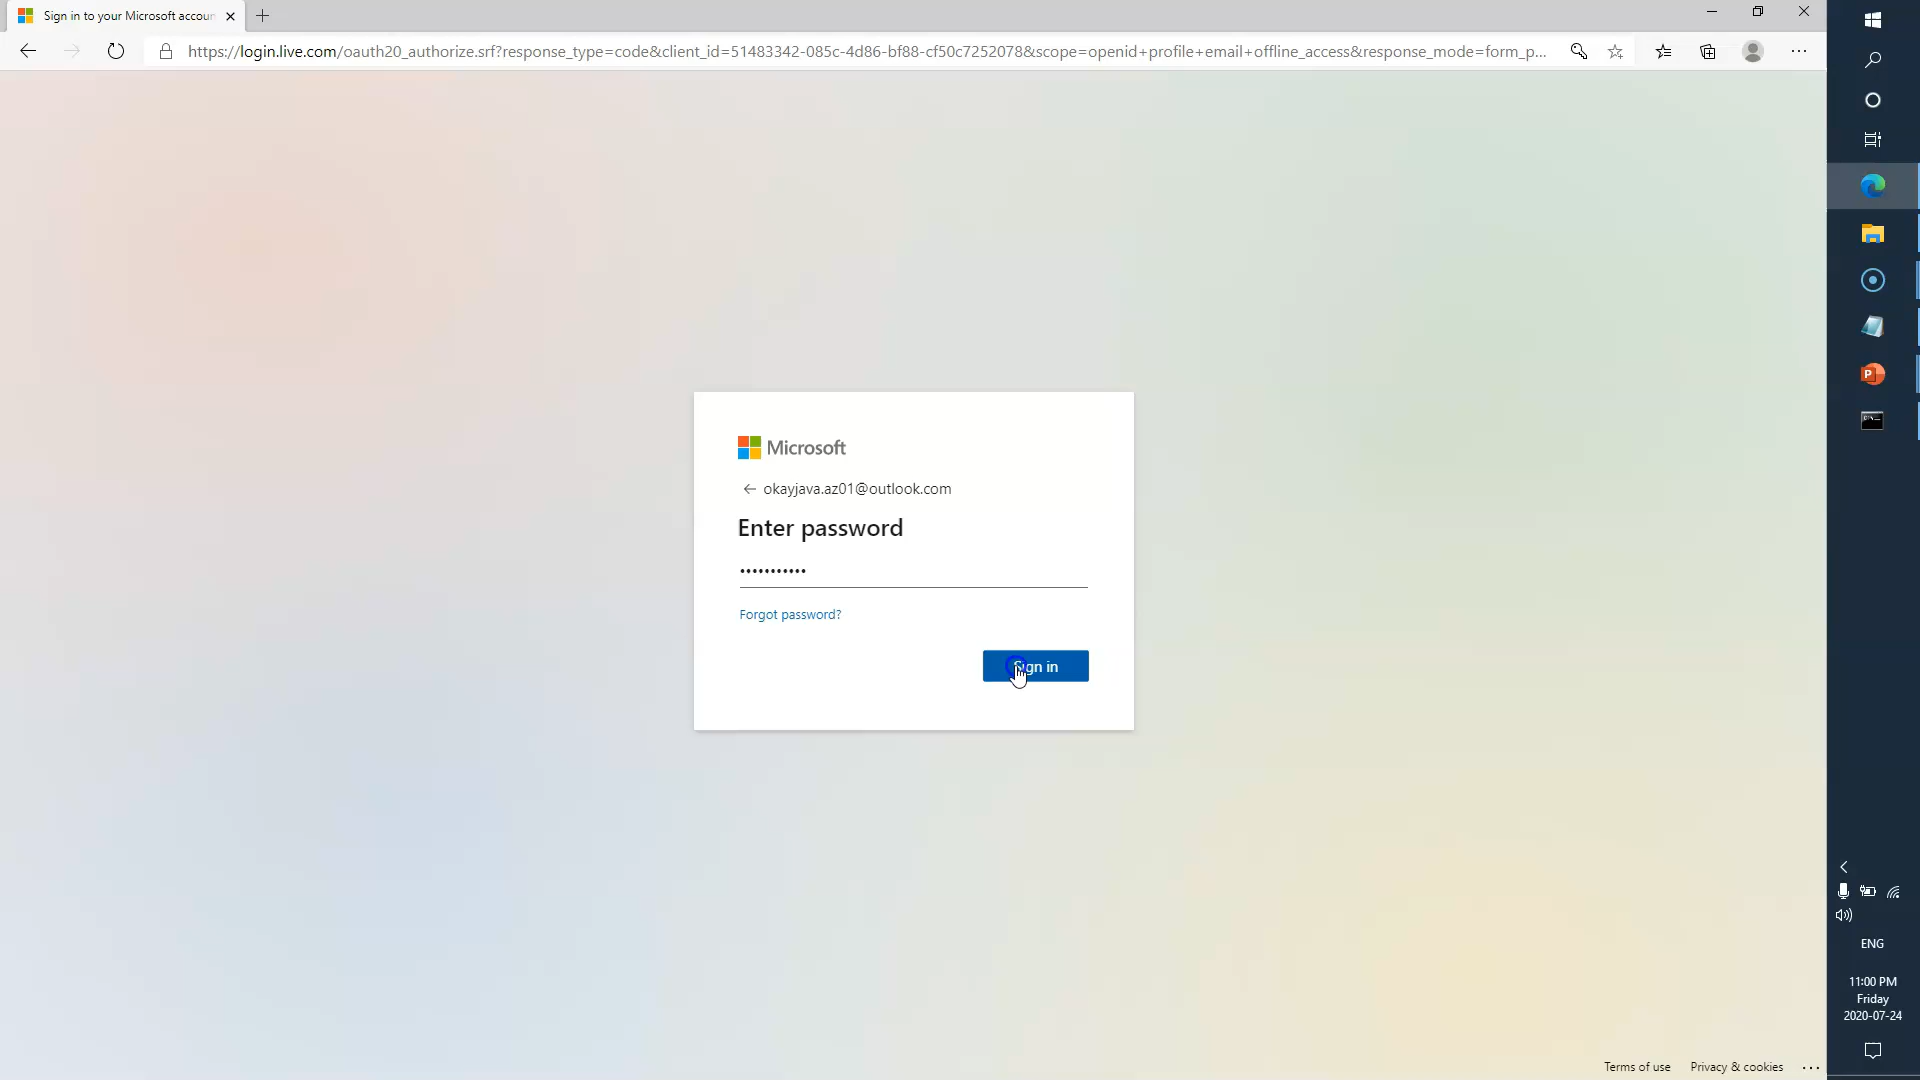 Sign in to your Microsoft accoun
https://login.live.com/oauth20_authorize.srf?response_type=code&client_id=51483342-085c-4d86-bf88-cf50c7252078&scope=openid+profile+email+offline_access&response_mode=form_p...
Microsoft
okayjava.az01@outlook.com
Enter password
Forgot password?
Sign in
ENG
11:00 PM
Friday
2020-07-24
Terms of use
Privacy & cookies